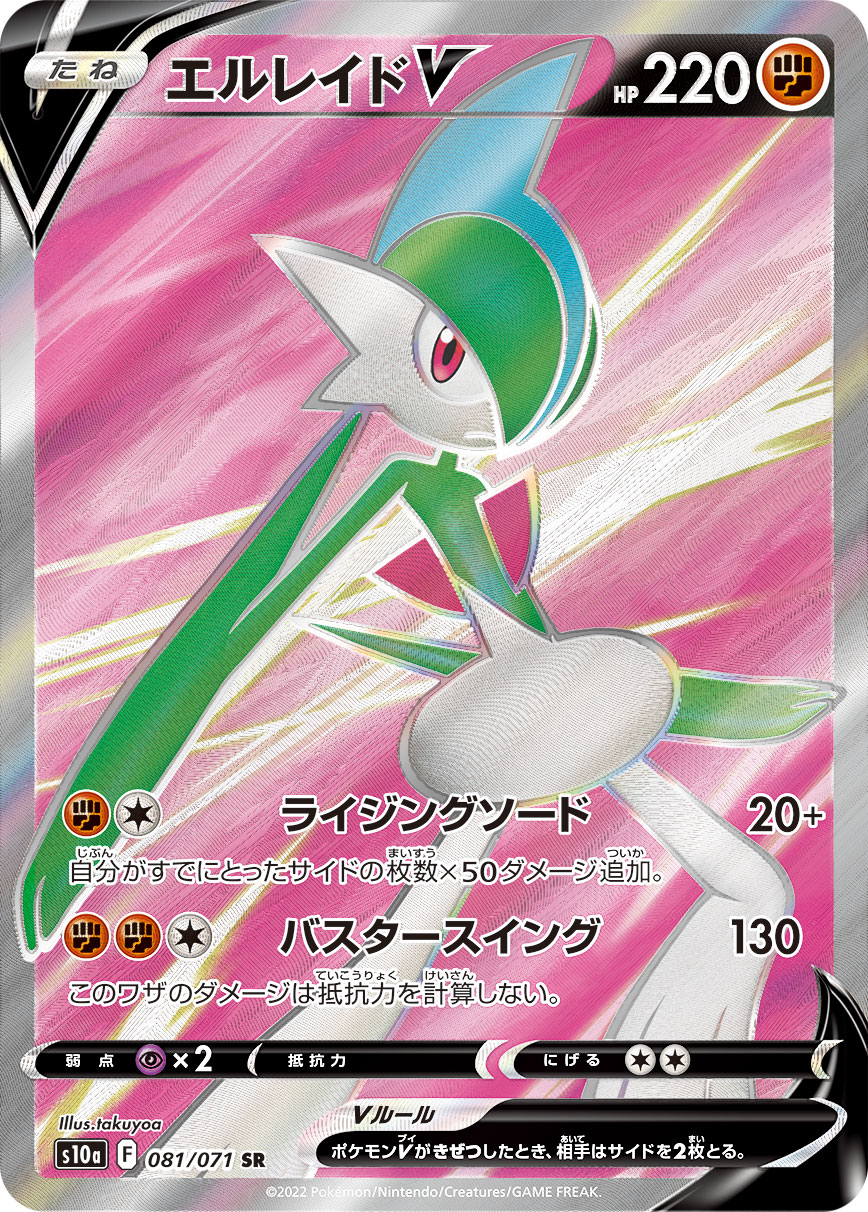 たね
エルレイドV
HP 220
ライジングソード 20+
自分がすでにとったサイドの枚数×50ダメージ追加。
バスタースイング 130
このワザのダメージは抵抗力を計算しない。
弱点 ×2 抵抗力 にげる
Illus.takuyoa
Vルール
ポケモンVがきぜつしたとき、相手はサイドを2枚とる。
s10a F 081/071 SR
©2022 Pokémon/Nintendo/Creatures/GAME FREAK.